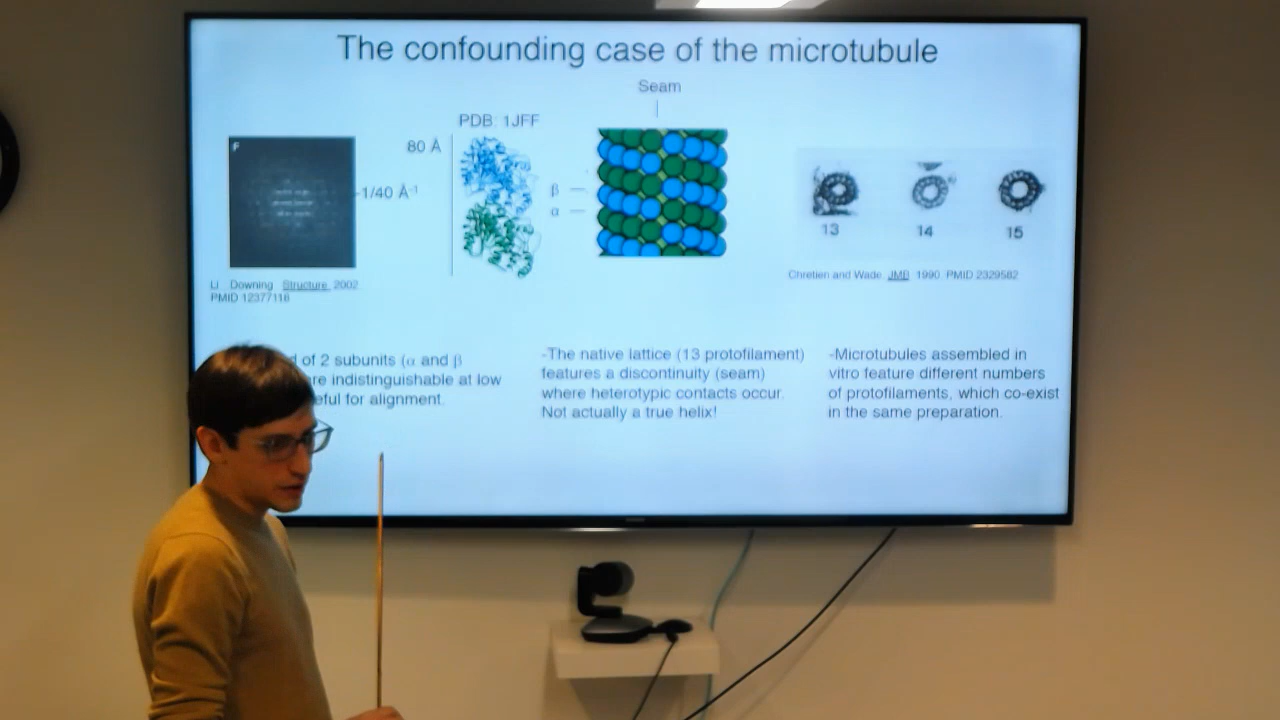 The confounding case of the microtubule
Seam
PDB: 1JFF
80 Å
F
1/40 Å-1
β
α
13
14
15
Li Downing Structure 2002
PMID 12377118
Chretien and Wade JMB 1990 PMID 2329582
of 2 subunits (α and β
are indistinguishable at low
for alignment.
-The native lattice (13 protofilament)
features a discontinuity (seam)
where heterotypic contacts occur.
Not actually a true helix!
-Microtubules assembled in
vitro feature different numbers
of protofilaments, which co-exist
in the same preparation.